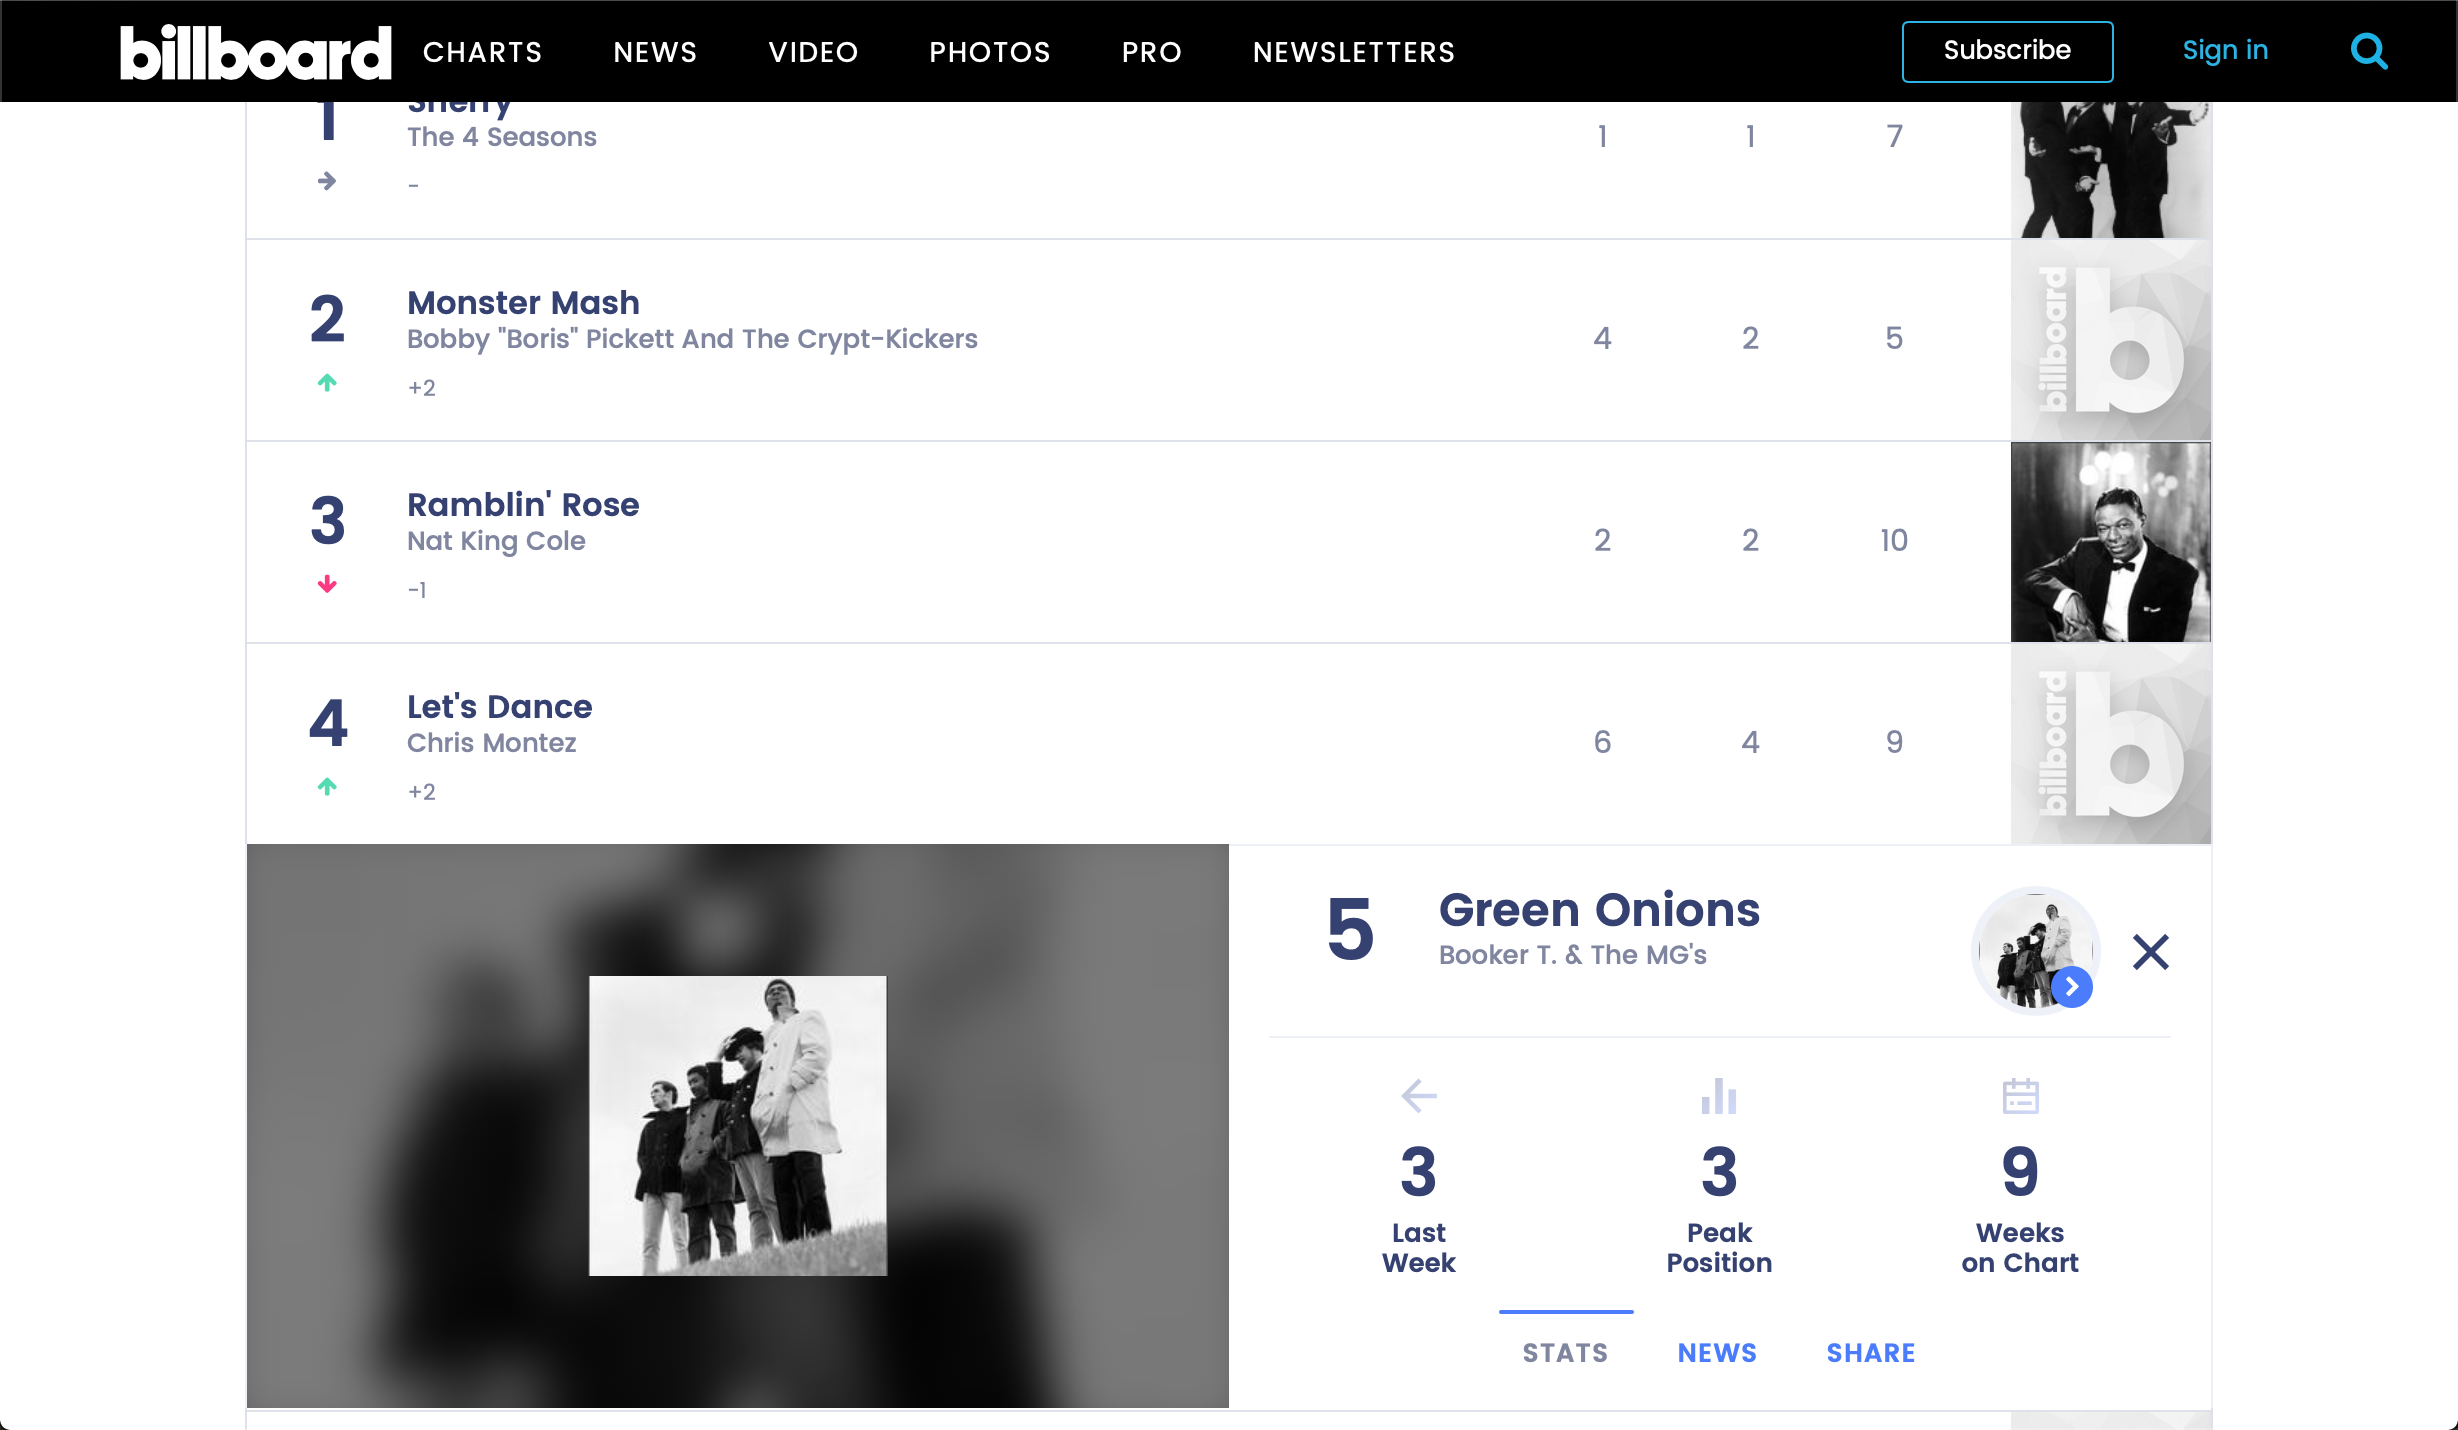 billboard CHARTS NEWS VIDEO PHOTOS PRO NEWSLETTERS Subscribe Sign in
1 Sherry
The 4 Seasons 1 1 7
-
2 Monster Mash
Bobby "Boris" Pickett And The Crypt-Kickers 4 2 5
+2
billboard b
3 Ramblin' Rose
Nat King Cole 2 2 10
-1
4 Let's Dance
Chris Montez 6 4 9
+2
billboard b
5 Green Onions
Booker T. & The MG's
3 3 9
Last Peak Weeks
Week Position on Chart
STATS NEWS SHARE